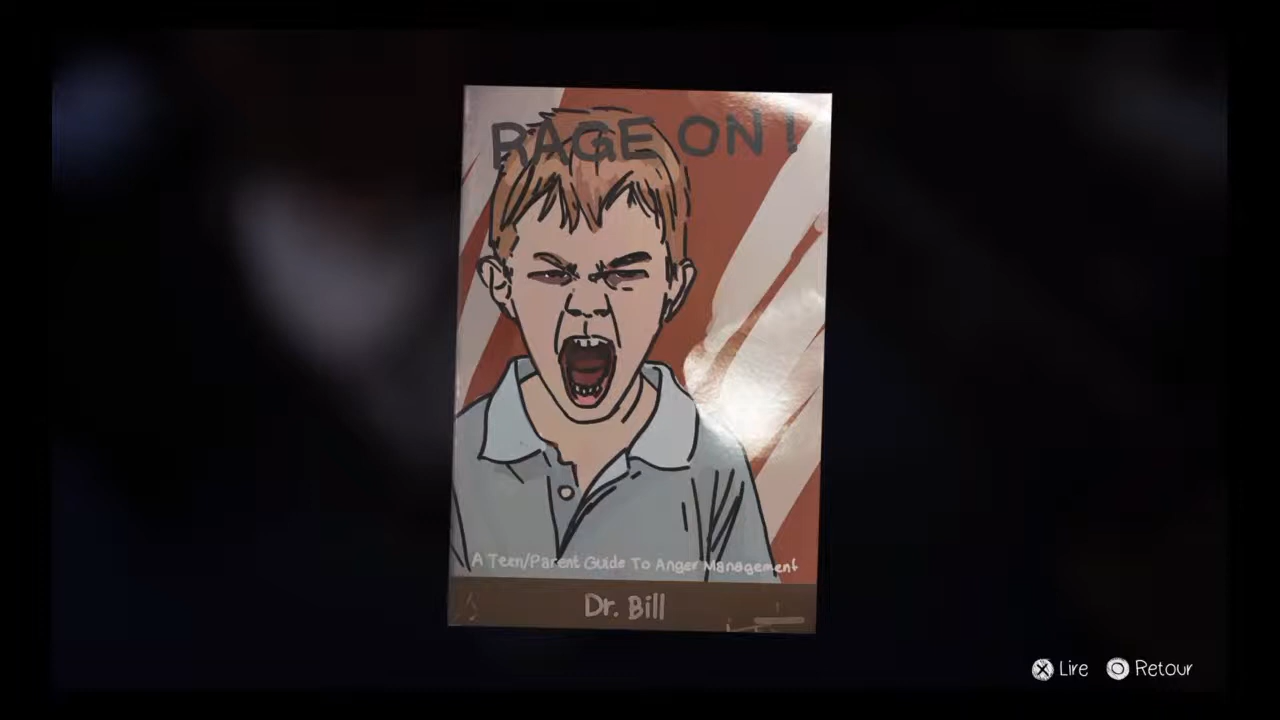 RAGE ON !
A Teen/Parent Guide To Anger Management
Dr. Bill
Lire Retour